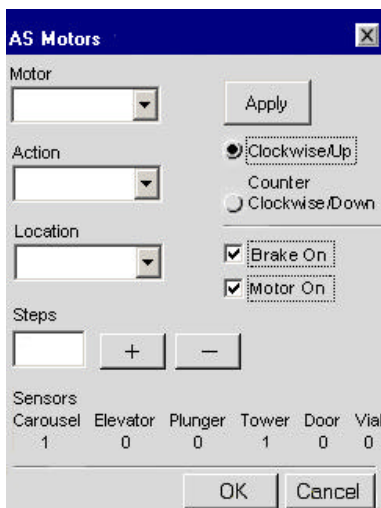 AS Motors
Motor
Apply
Action
Clockwise/Up
Counter
Clockwise/Down
Location
Brake On
Motor On
Steps
+ −
Sensors
Carousel Elevator Plunger Tower Door Vial
1 0 0 1 0 0
OK Cancel